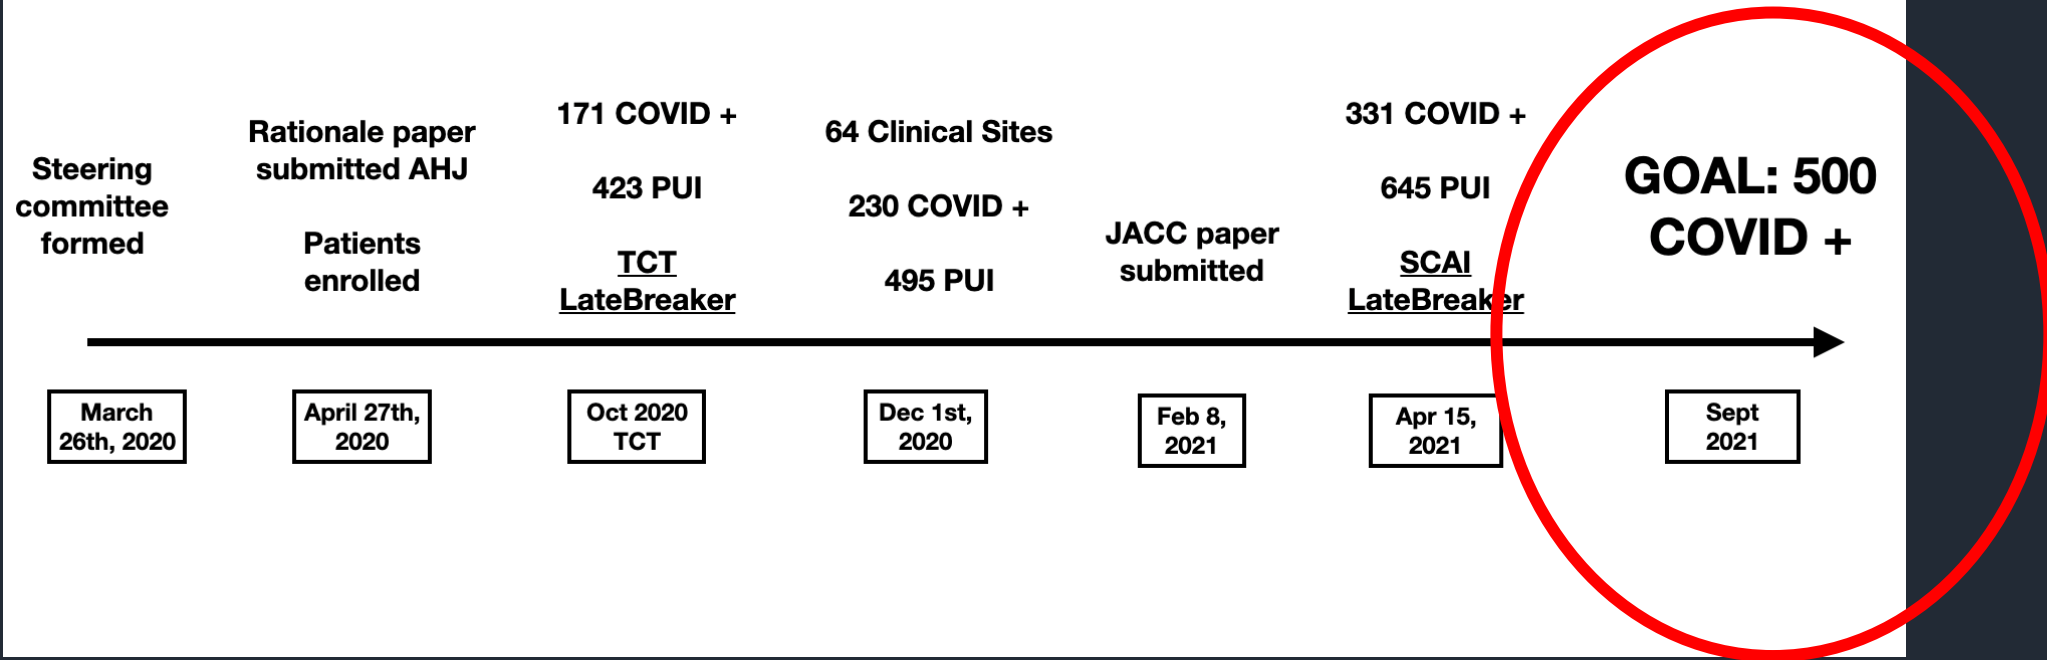 Steering
committee
formed
March
26th, 2020
Rationale paper
submitted AHJ
Patients
enrolled
April 27th,
2020
171 COVID +
423 PUI
TCT
LateBreaker
Oct 2020
TCT
64 Clinical Sites
230 COVID +
495 PUI
Dec 1st,
2020
JACC paper
submitted
Feb 8,
2021
331 COVID +
645 PUI
SCAI
LateBreaker
Apr 15,
2021
GOAL: 500
COVID +
Sept
2021